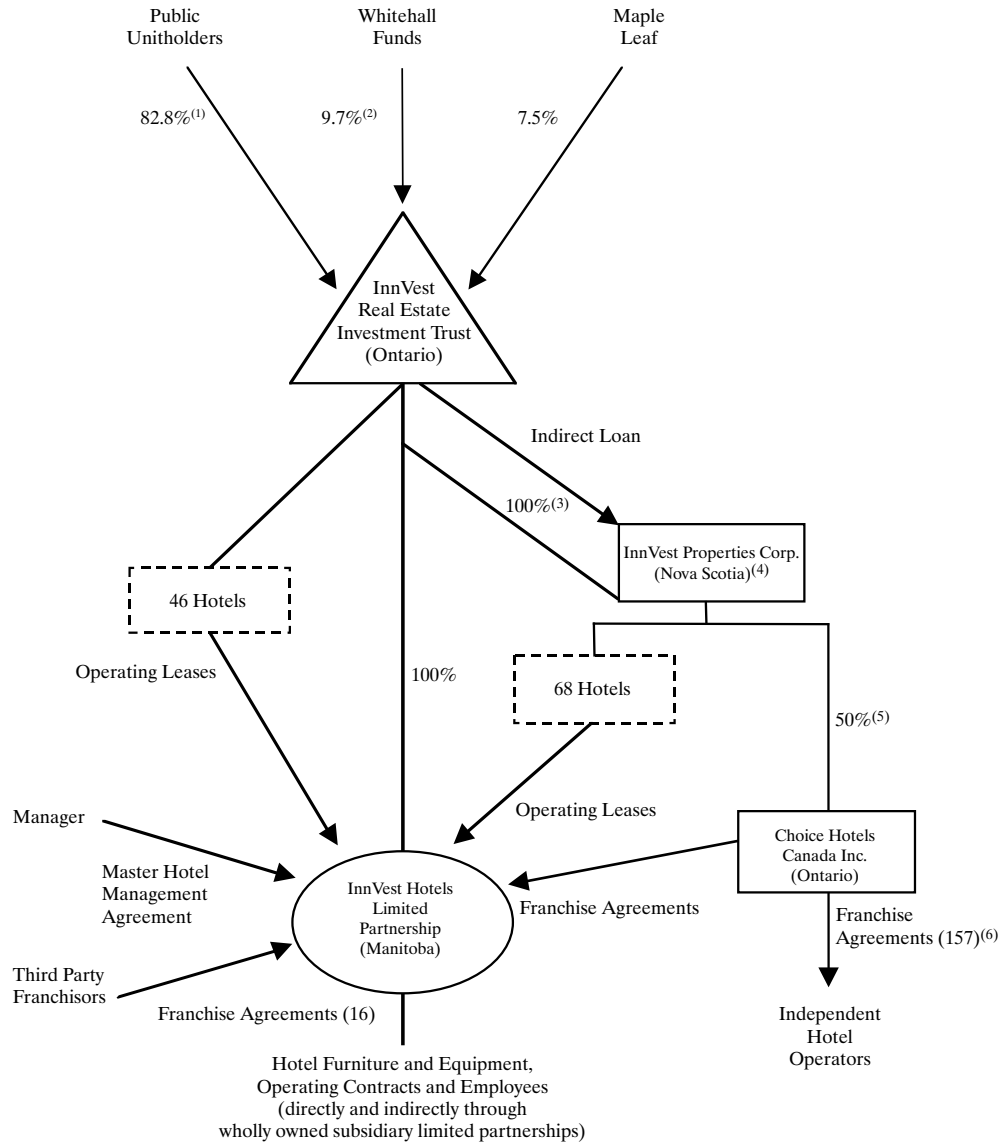 Public
Unitholders
Whitehall
Funds
Maple
Leaf
82.8%(1)
9.7%(2)
7.5%
InnVest
Real Estate
Investment Trust
(Ontario)
Indirect Loan
100%(3)
InnVest Properties Corp.
(Nova Scotia)(4)
46 Hotels
Operating Leases
100%
68 Hotels
50%(5)
Operating Leases
Manager
Master Hotel
Management
Agreement
InnVest Hotels
Limited
Partnership
(Manitoba)
Choice Hotels
Canada Inc.
(Ontario)
Franchise Agreements
Franchise
Agreements (157)(6)
Third Party
Franchisors
Franchise Agreements (16)
Independent
Hotel
Operators
Hotel Furniture and Equipment,
Operating Contracts and Employees
(directly and indirectly through
wholly owned subsidiary limited partnerships)